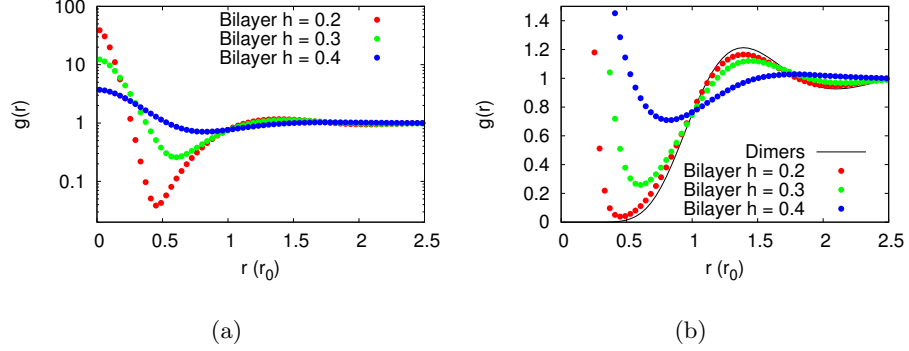 100
10
1
0.1
g(r)
Bilayer h = 0.2
Bilayer h = 0.3
Bilayer h = 0.4
0 0.5 1 1.5 2 2.5
r (r0)
(a)
1.4
1.2
1
0.8
0.6
0.4
0.2
0
g(r)
Dimers
Bilayer h = 0.2
Bilayer h = 0.3
Bilayer h = 0.4
0 0.5 1 1.5 2 2.5
r (r0)
(b)